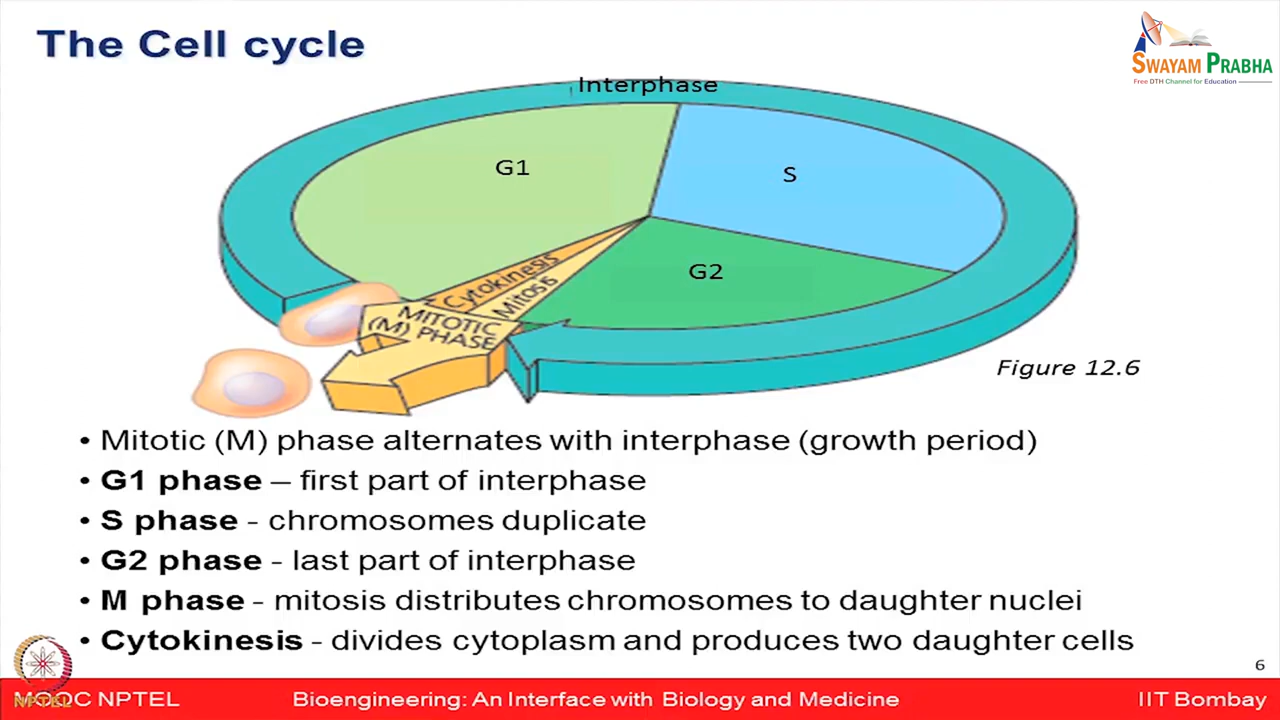 The Cell cycle
SWAYAM PRABHA
Free DTH Channel for Education
Interphase
G1
S
G2
Cytokinesis
Mitosis
MITOTIC
(M) PHASE
Figure 12.6
• Mitotic (M) phase alternates with interphase (growth period)
• G1 phase – first part of interphase
• S phase - chromosomes duplicate
• G2 phase - last part of interphase
• M phase - mitosis distributes chromosomes to daughter nuclei
• Cytokinesis - divides cytoplasm and produces two daughter cells
6
MOOC NPTEL Bioengineering: An Interface with Biology and Medicine IIT Bombay
NPTEL